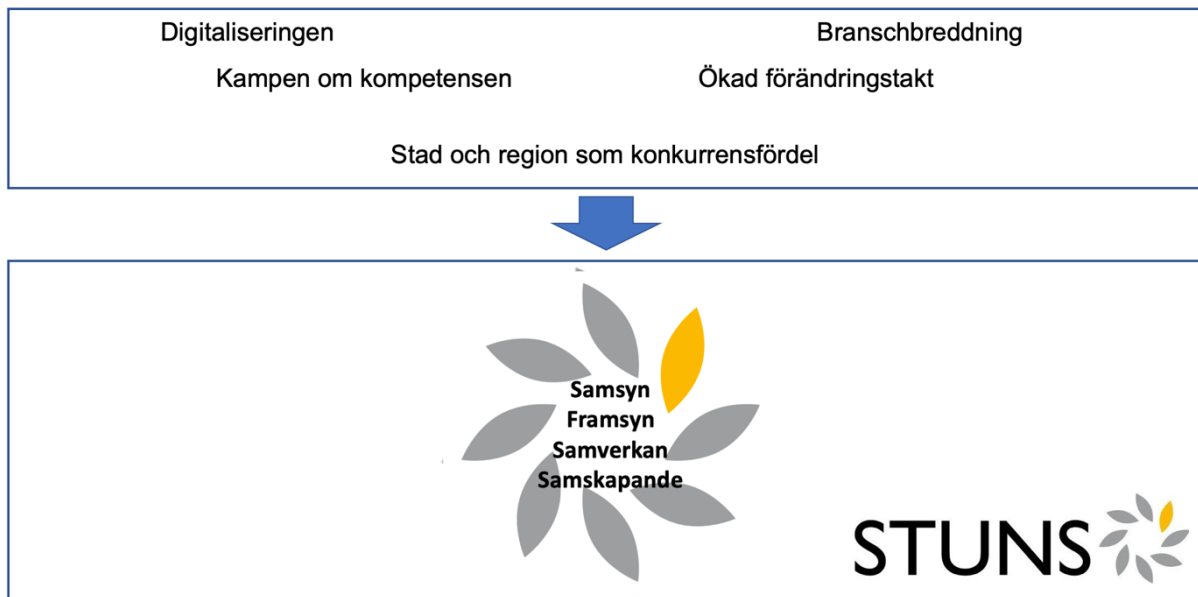 Digitaliseringen
Branschbreddning
Kampen om kompetensen
Ökad förändringstakt
Stad och region som konkurrensfördel
Samsyn
Framsyn
Samverkan
Samskapande
STUNS